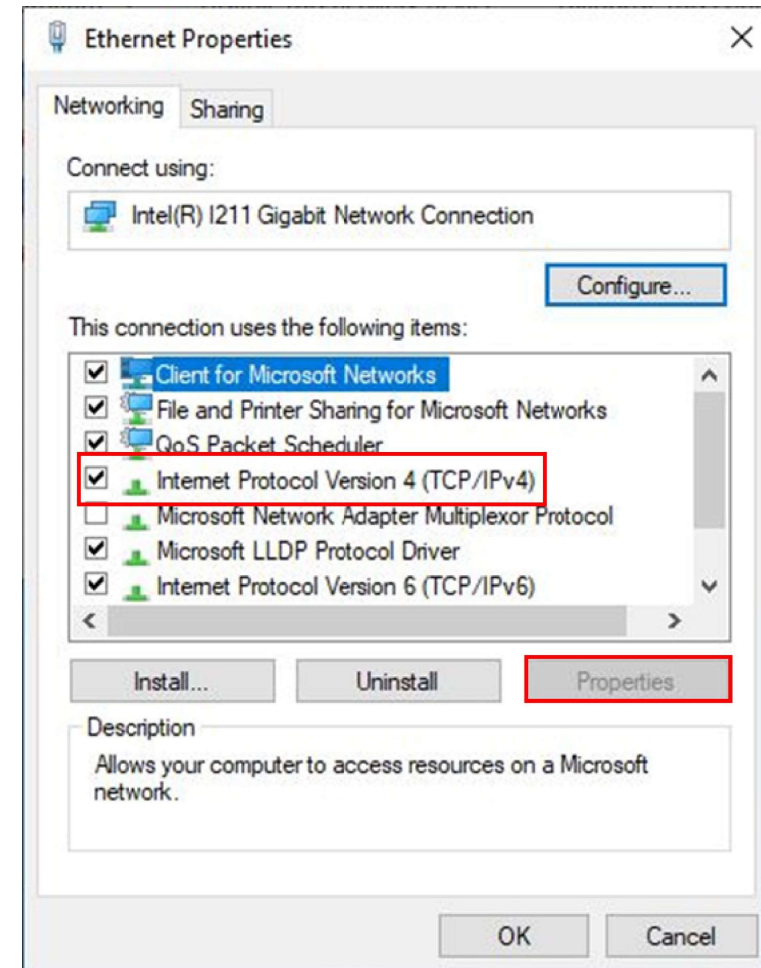 Ethernet Properties
Networking
Sharing
Connect using:
Intel(R) I211 Gigabit Network Connection
Configure...
This connection uses the following items:
Client for Microsoft Networks
File and Printer Sharing for Microsoft Networks
QoS Packet Scheduler
Internet Protocol Version 4 (TCP/IPv4)
Microsoft Network Adapter Multiplexor Protocol
Microsoft LLDP Protocol Driver
Internet Protocol Version 6 (TCP/IPv6)
Install...
Uninstall
Properties
Description
Allows your computer to access resources on a Microsoft
network.
OK
Cancel